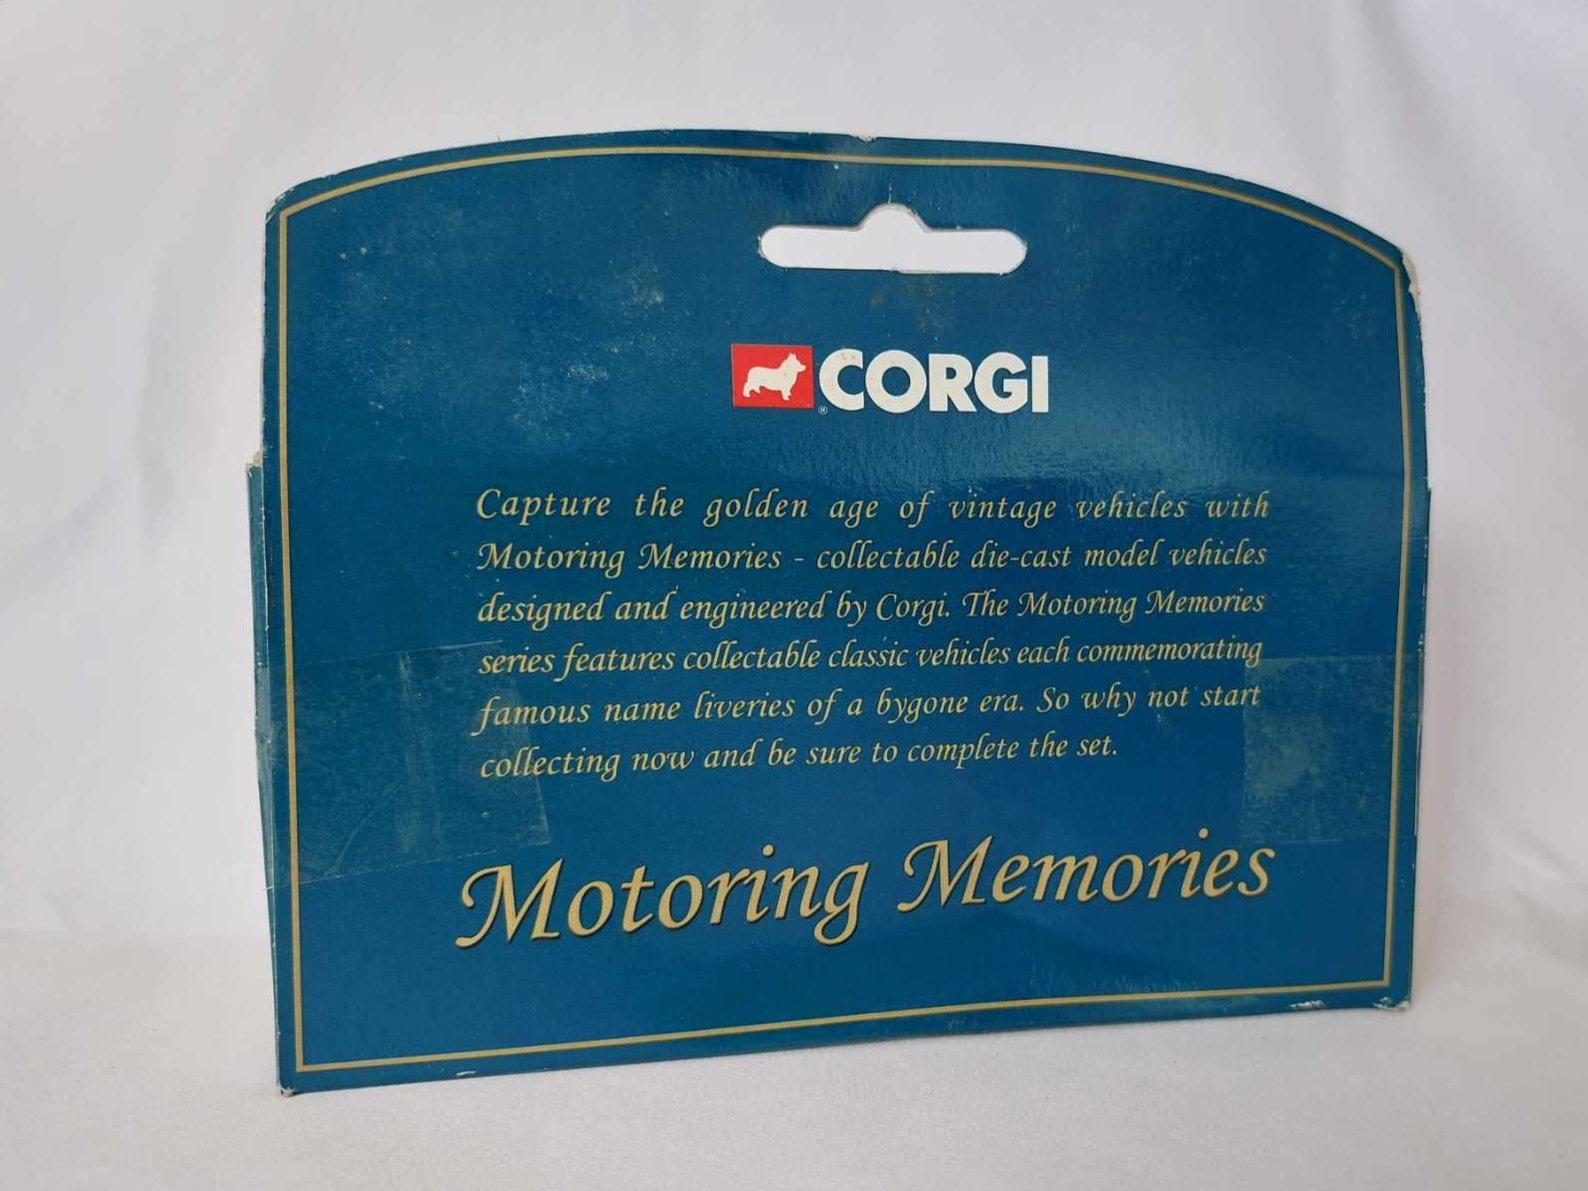 ® CORGI
Capture the golden age of vintage vehicles with
Motoring Memories - collectable die-cast model vehicles
designed and engineered by Corgi. The Motoring Memories
series features collectable classic vehicles each commemorating
famous name liveries of a bygone era. So why not start
collecting now and be sure to complete the set.
Motoring Memories